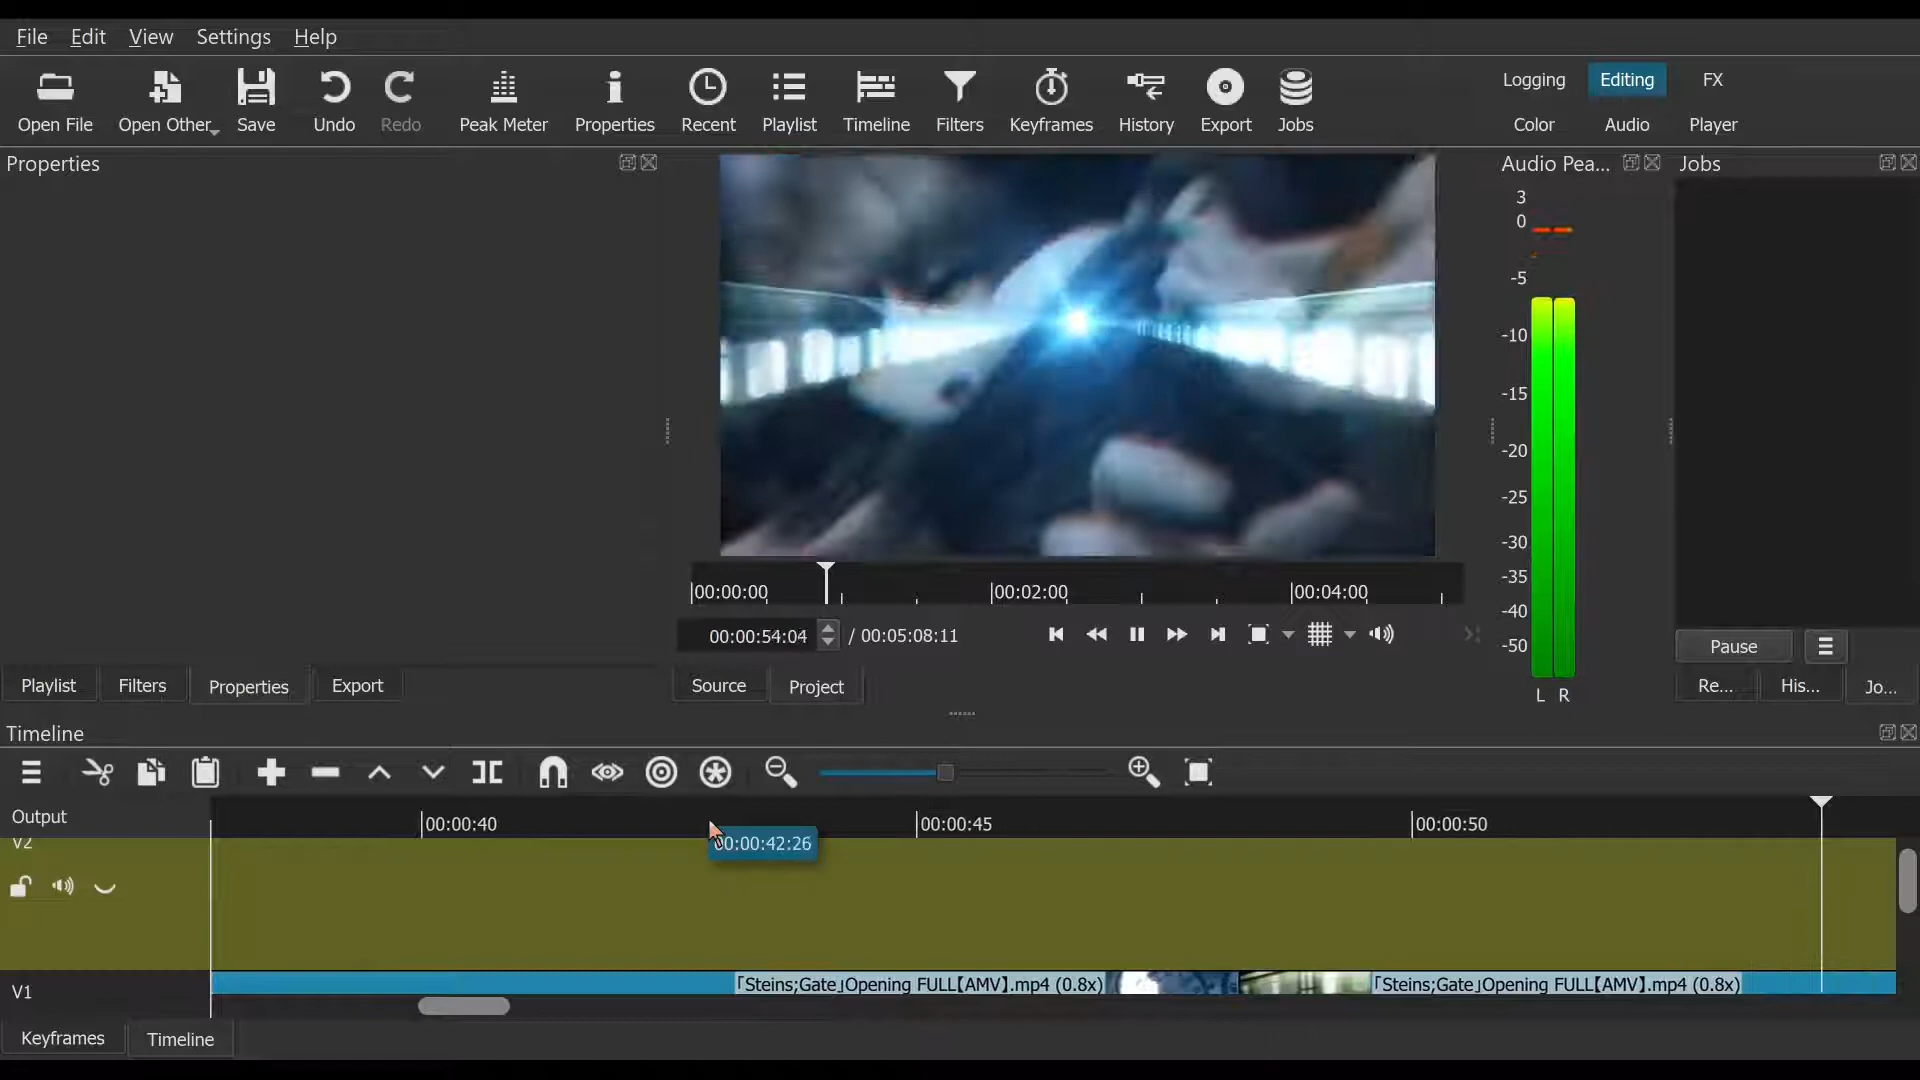 File Edit View Settings Help
Open File Open Other Save Undo Redo Peak Meter Properties Recent Playlist Timeline Filters Keyframes History Export Jobs
Logging Editing FX
Color Audio Player
Properties
Audio Pea...
Jobs
3
0
-5
-10
-15
-20
-25
-30
-35
-40
-50
L R
00:00:00 00:02:00 00:04:00
00:00:54:04 / 00:05:08:11
Pause
Playlist Filters Properties Export
Source Project
Re... His... Jo...
Timeline
Output
00:00:40 00:00:45 00:00:50
00:00:42:26
V2
V1
「Steins;Gate」Opening FULL【AMV】.mp4 (0.8x) 「Steins;Gate」Opening FULL【AMV】.mp4 (0.8x)
Keyframes Timeline